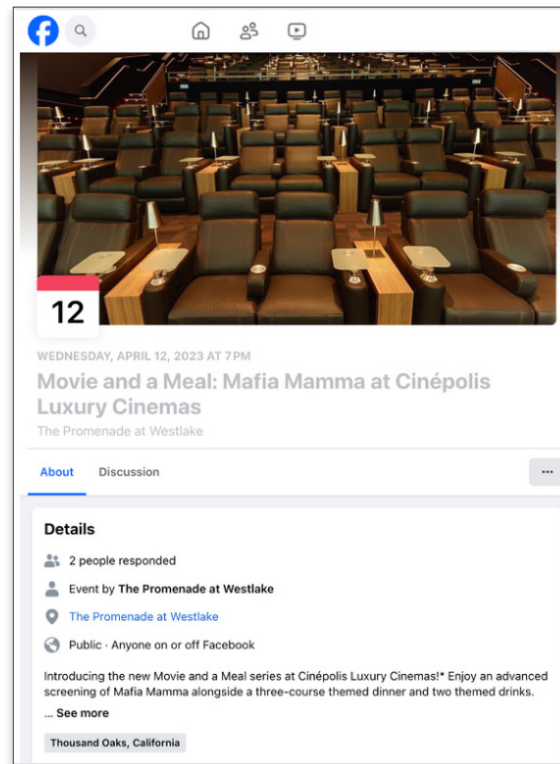 12
WEDNESDAY, APRIL 12, 2023 AT 7PM
Movie and a Meal: Mafia Mamma at Cinépolis
Luxury Cinemas
The Promenade at Westlake
About Discussion
Details
2 people responded
Event by The Promenade at Westlake
The Promenade at Westlake
Public · Anyone on or off Facebook
Introducing the new Movie and a Meal series at Cinépolis Luxury Cinemas!* Enjoy an advanced
screening of Mafia Mamma alongside a three-course themed dinner and two themed drinks.
... See more
Thousand Oaks, California